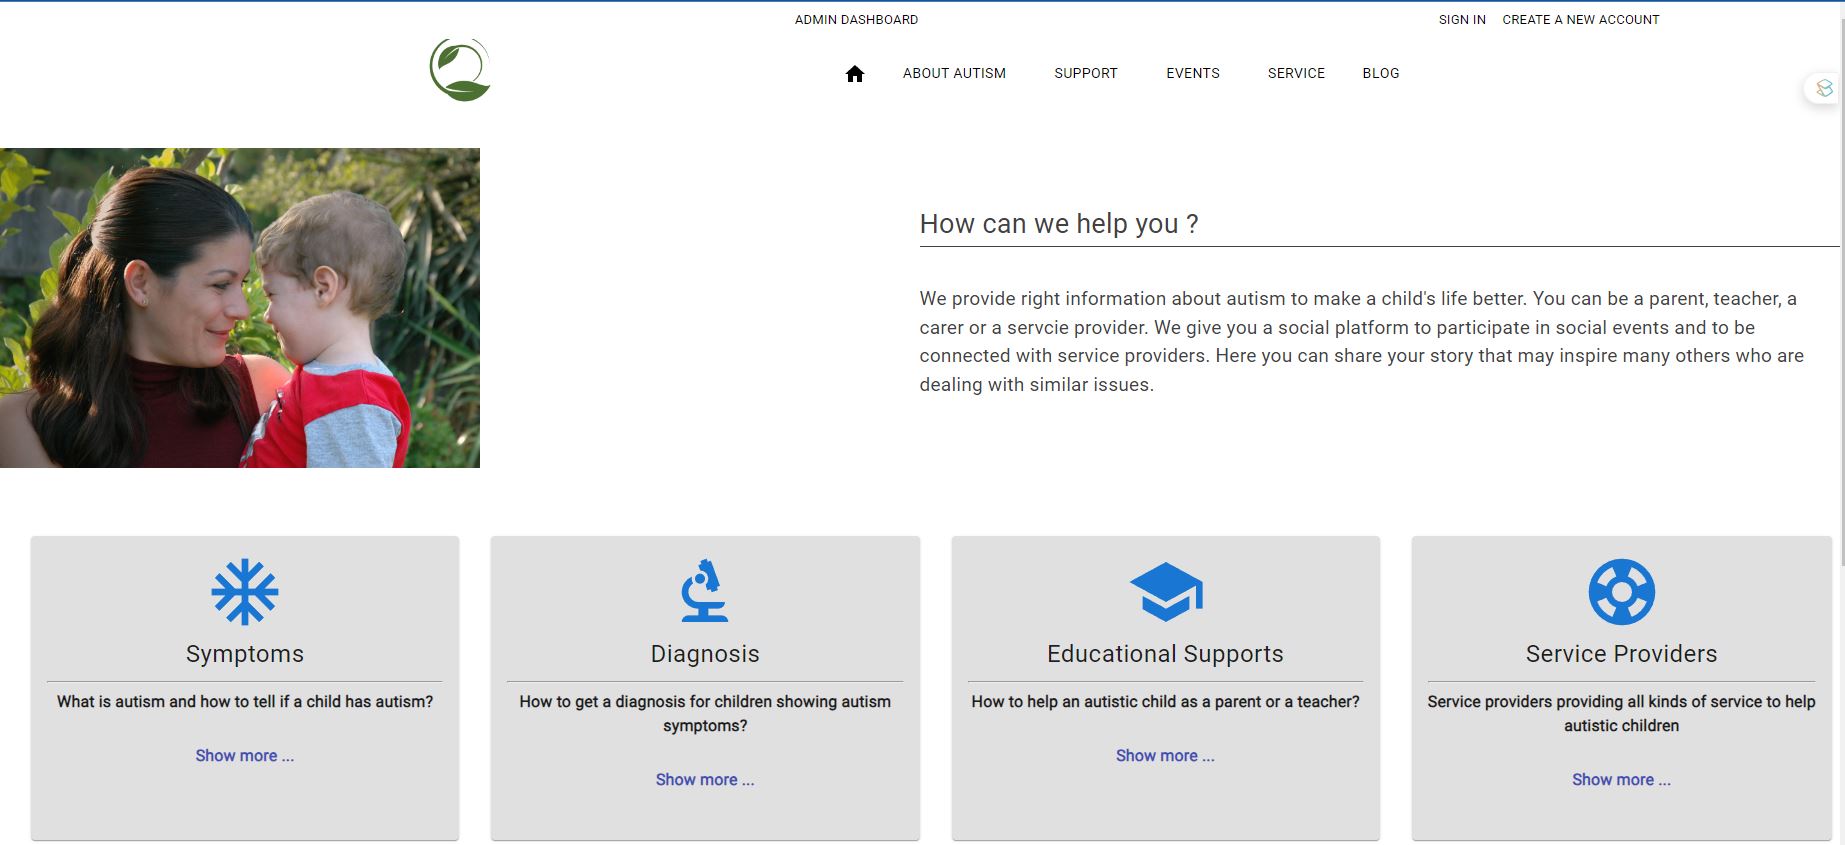 ADMIN DASHBOARD
SIGN IN CREATE A NEW ACCOUNT
ABOUT AUTISM SUPPORT EVENTS SERVICE BLOG
How can we help you ?
We provide right information about autism to make a child's life better. You can be a parent, teacher, a
carer or a servcie provider. We give you a social platform to participate in social events and to be
connected with service providers. Here you can share your story that may inspire many others who are
dealing with similar issues.
Symptoms
What is autism and how to tell if a child has autism?
Show more ...
Diagnosis
How to get a diagnosis for children showing autism
symptoms?
Show more ...
Educational Supports
How to help an autistic child as a parent or a teacher?
Show more ...
Service Providers
Service providers providing all kinds of service to help
autistic children
Show more ...